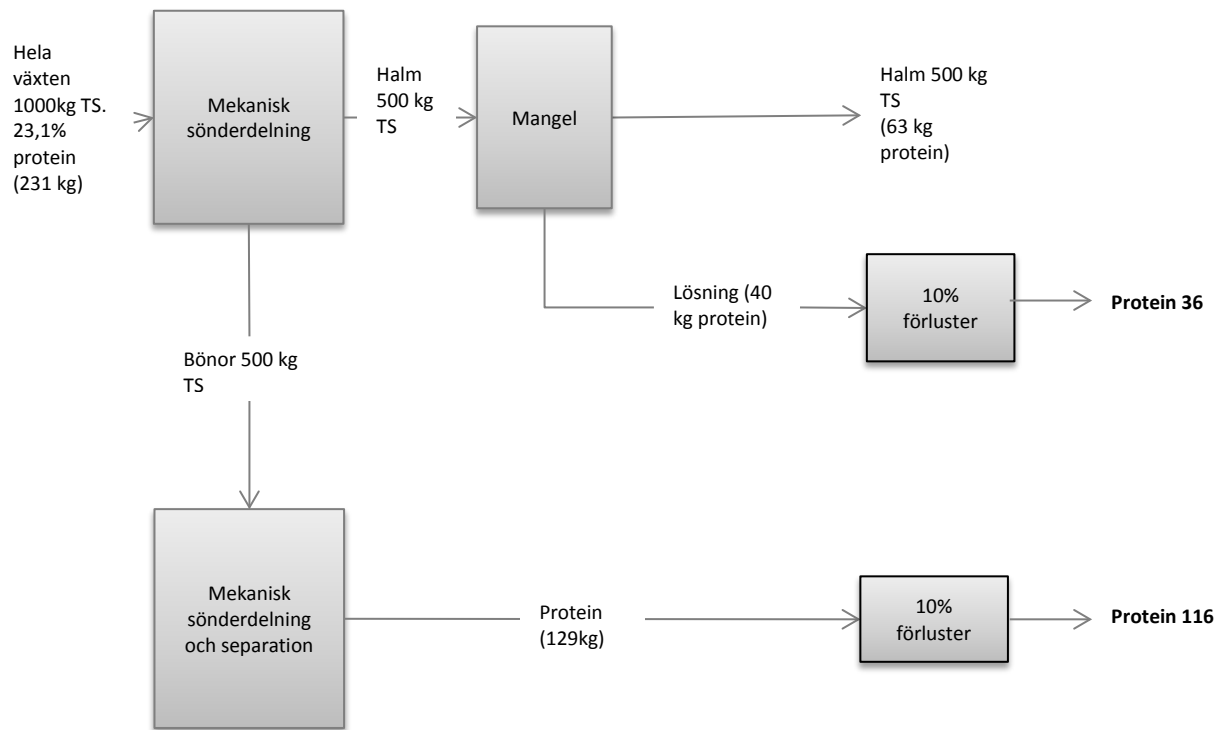 Hela
växten
1000kg TS.
23,1%
protein
(231 kg)
Mekanisk
sönderdelning
Halm
500 kg
TS
Mangel
Halm 500 kg
TS
(63 kg
protein)
Lösning (40
kg protein)
10%
förluster
Protein 36
Bönor 500 kg
TS
Mekanisk
sönderdelning
och separation
Protein
(129kg)
10%
förluster
Protein 116